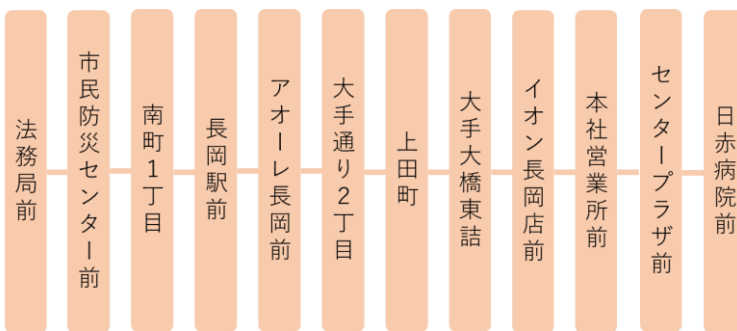 法務局前
市民防災センター前
南町1丁目
長岡駅前
アオーレ長岡前
大手通り2丁目
上田町
大手大橋東詰
イオン長岡店前
本社営業所前
センタープラザ前
日赤病院前